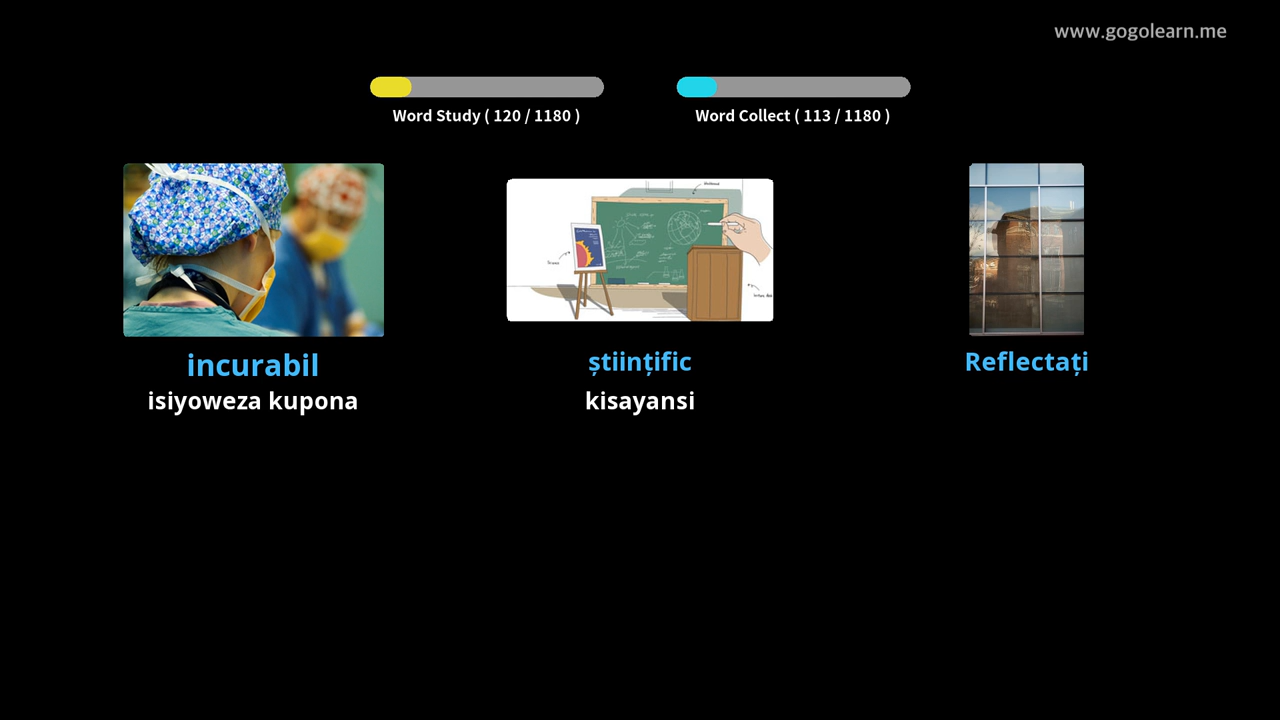 www.gogolearn.me
Word Study ( 120 / 1180 )
Word Collect ( 113 / 1180 )
incurabil
științific
Reflectați
isiyoweza kupona
kisayansi